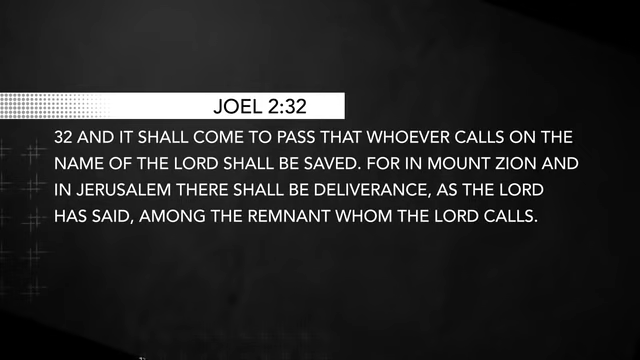 JOEL 2:32
32 AND IT SHALL COME TO PASS THAT WHOEVER CALLS ON THE
NAME OF THE LORD SHALL BE SAVED. FOR IN MOUNT ZION AND
IN JERUSALEM THERE SHALL BE DELIVERANCE, AS THE LORD
HAS SAID, AMONG THE REMNANT WHOM THE LORD CALLS.